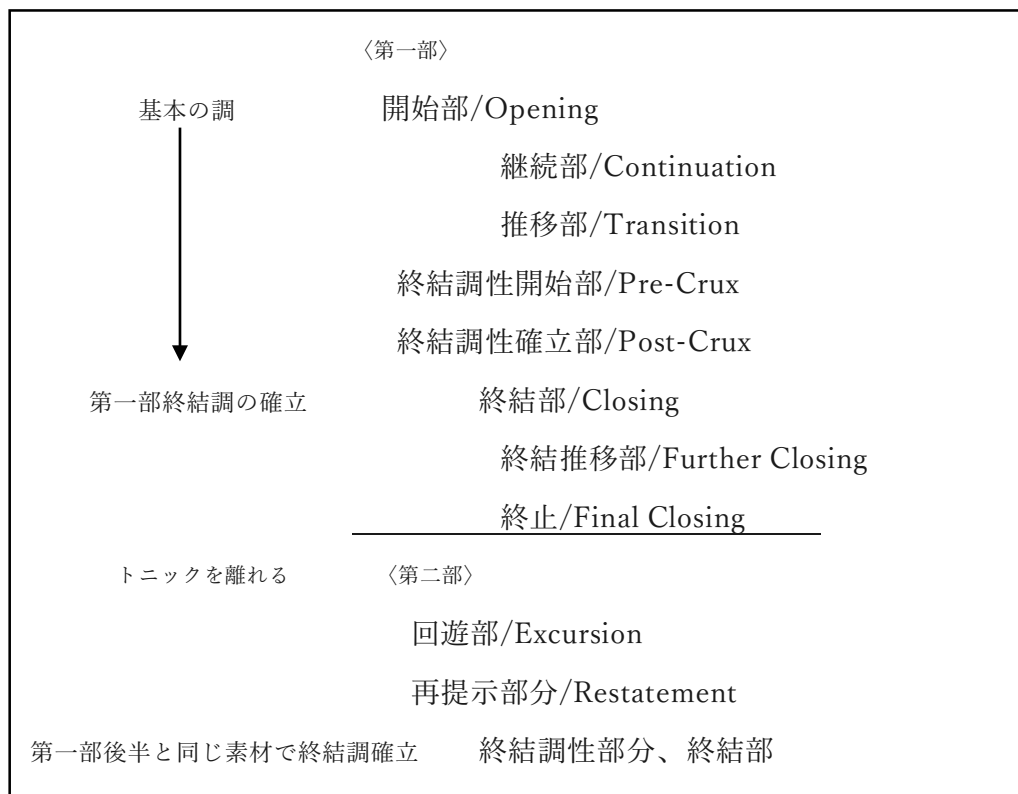 〈第一部〉
基本の調 開始部/Opening
継続部/Continuation
推移部/Transition
終結調性開始部/Pre-Crux
終結調性確立部/Post-Crux
第一部終結調の確立 終結部/Closing
終結推移部/Further Closing
終止/Final Closing
トニックを離れる 〈第二部〉
回遊部/Excursion
再提示部分/Restatement
第一部後半と同じ素材で終結調確立 終結調性部分、終結部